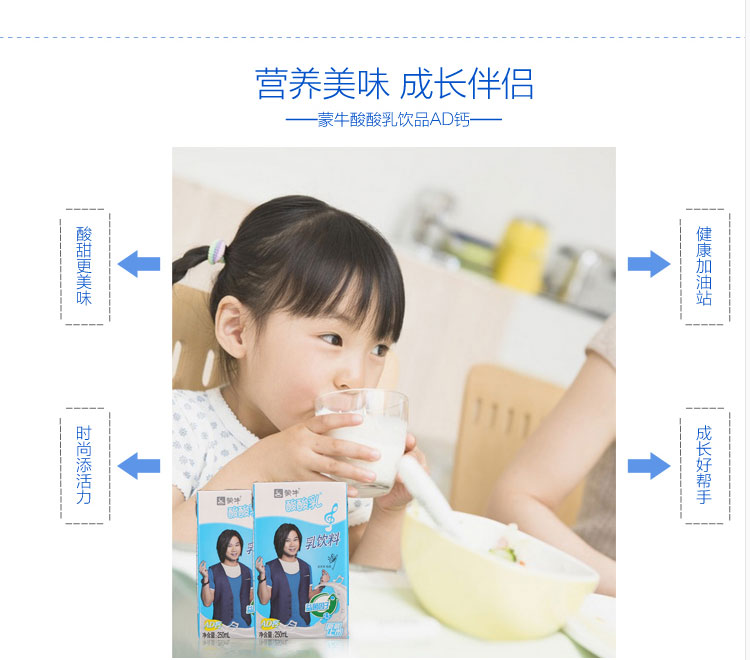 营养美味 成长伴侣
——蒙牛酸酸乳饮品AD钙——
酸甜更美味
健康加油站
时尚添活力
成长好帮手
蒙牛
酸酸乳
乳饮料
净含量:250mL
蒙牛
酸酸乳
净含量:250mL